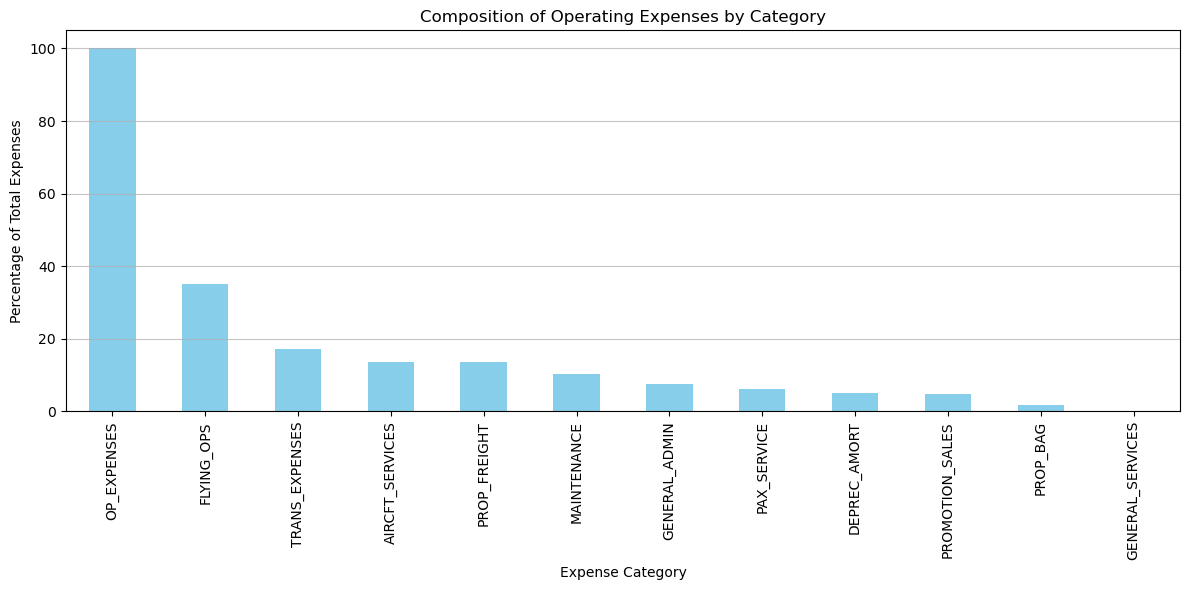 Composition of Operating Expenses by Category
Percentage of Total Expenses
100
80
60
40
20
0
OP_EXPENSES
FLYING_OPS
TRANS_EXPENSES
AIRCFT_SERVICES
PROP_FREIGHT
MAINTENANCE
GENERAL_ADMIN
PAX_SERVICE
DEPREC_AMORT
PROMOTION_SALES
PROP_BAG
GENERAL_SERVICES
Expense Category